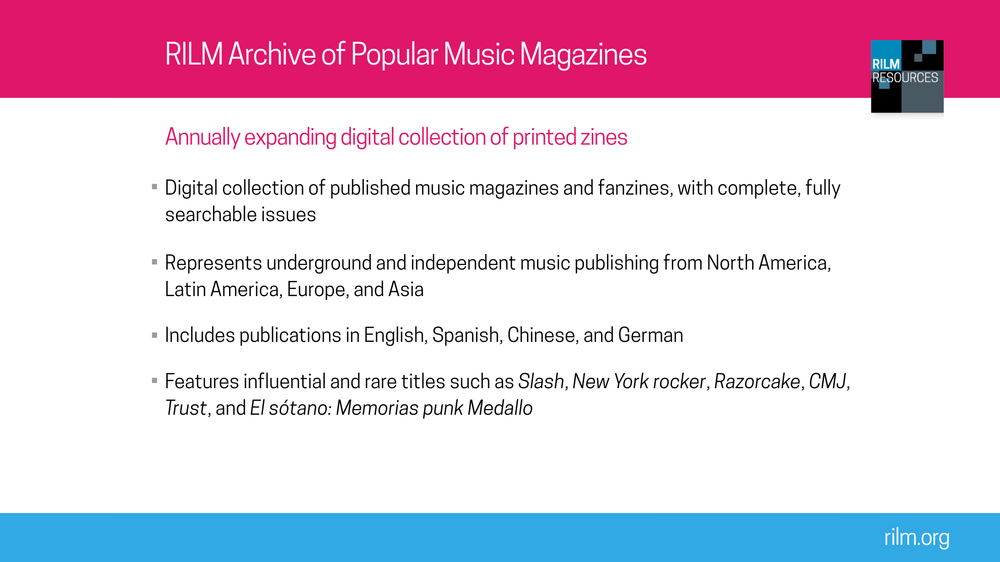 RILM Archive of Popular Music Magazines
RILM
RESOURCES
Annually expanding digital collection of printed zines
▪ Digital collection of published music magazines and fanzines, with complete, fully
searchable issues
▪ Represents underground and independent music publishing from North America,
Latin America, Europe, and Asia
▪ Includes publications in English, Spanish, Chinese, and German
▪ Features influential and rare titles such as Slash, New York rocker, Razorcake, CMJ,
Trust, and El sótano: Memorias punk Medallo
rilm.org